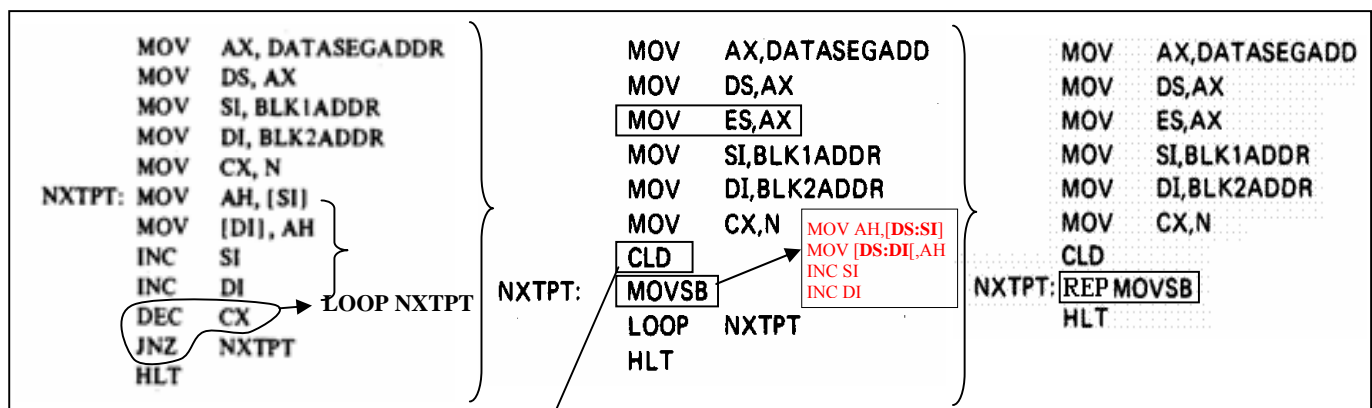 MOV AX, DATASEGADDR
MOV DS, AX
MOV SI, BLK1ADDR
MOV DI, BLK2ADDR
MOV CX, N
NXTPT: MOV AH, [SI]
MOV [DI], AH
INC SI
INC DI
DEC CX
JNZ NXTPT
HLT
LOOP NXTPT
MOV AX,DATASEGADD
MOV DS,AX
MOV ES,AX
MOV SI,BLK1ADDR
MOV DI,BLK2ADDR
MOV CX,N
CLD
NXTPT: MOVSB
LOOP NXTPT
HLT
MOV AH,[DS:SI]
MOV [DS:DI[,AH
INC SI
INC DI
MOV AX,DATASEGADD
MOV DS,AX
MOV ES,AX
MOV SI,BLK1ADDR
MOV DI,BLK2ADDR
MOV CX,N
CLD
NXTPT: REP MOVSB
HLT